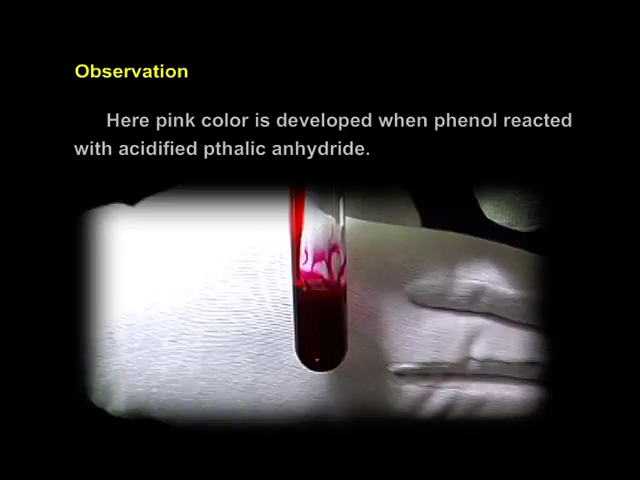 Observation
Here pink color is developed when phenol reacted
with acidified pthalic anhydride.